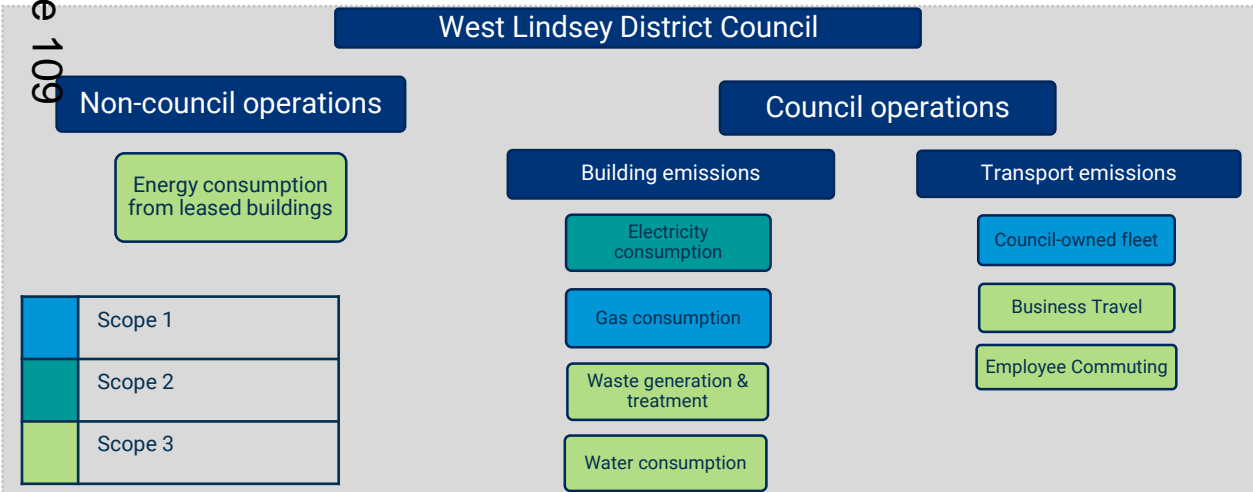 e 109
West Lindsey District Council
Non-council operations
Council operations
Energy consumption
from leased buildings
Building emissions
Transport emissions
Electricity
consumption
Council-owned fleet
Gas consumption
Business Travel
Waste generation &
treatment
Employee Commuting
Water consumption
Scope 1
Scope 2
Scope 3